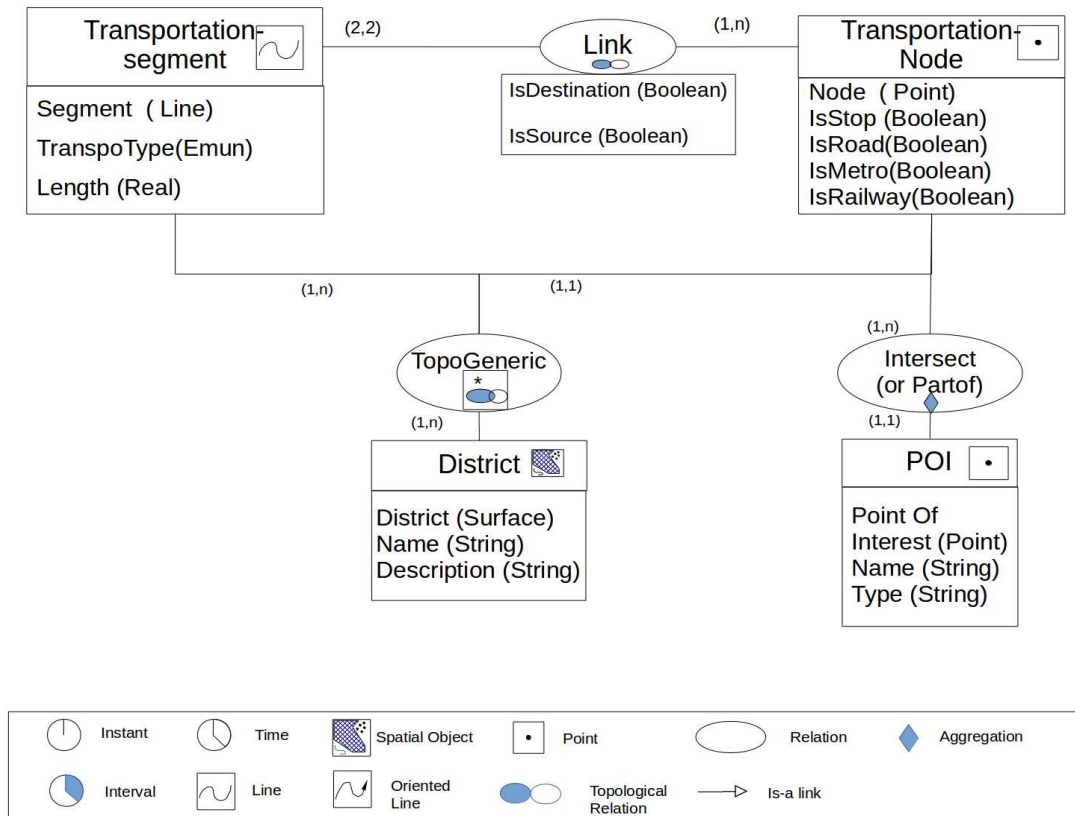 Transportation-
segment
(2,2)
Link
(1,n)
Transportation-
Node
Segment ( Line)
TranspoType(Emun)
Length (Real)
IsDestination (Boolean)
IsSource (Boolean)
Node ( Point)
IsStop (Boolean)
IsRoad(Boolean)
IsMetro(Boolean)
IsRailway(Boolean)
(1,n)
(1,1)
(1,n)
TopoGeneric
*
Intersect
(or Partof)
(1,n)
(1,1)
District
POI
District (Surface)
Name (String)
Description (String)
Point Of
Interest (Point)
Name (String)
Type (String)
Instant
Time
Spatial Object
Point
Relation
Aggregation
Interval
Line
Oriented
Line
Topological
Relation
Is-a link